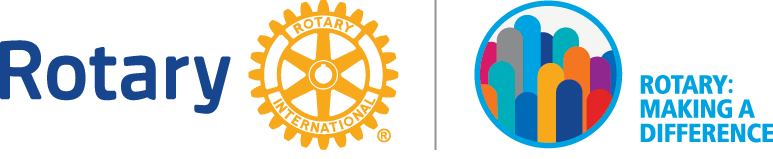 Rotary
ROTARY
INTERNATIONAL
®
ROTARY:
MAKING A
DIFFERENCE